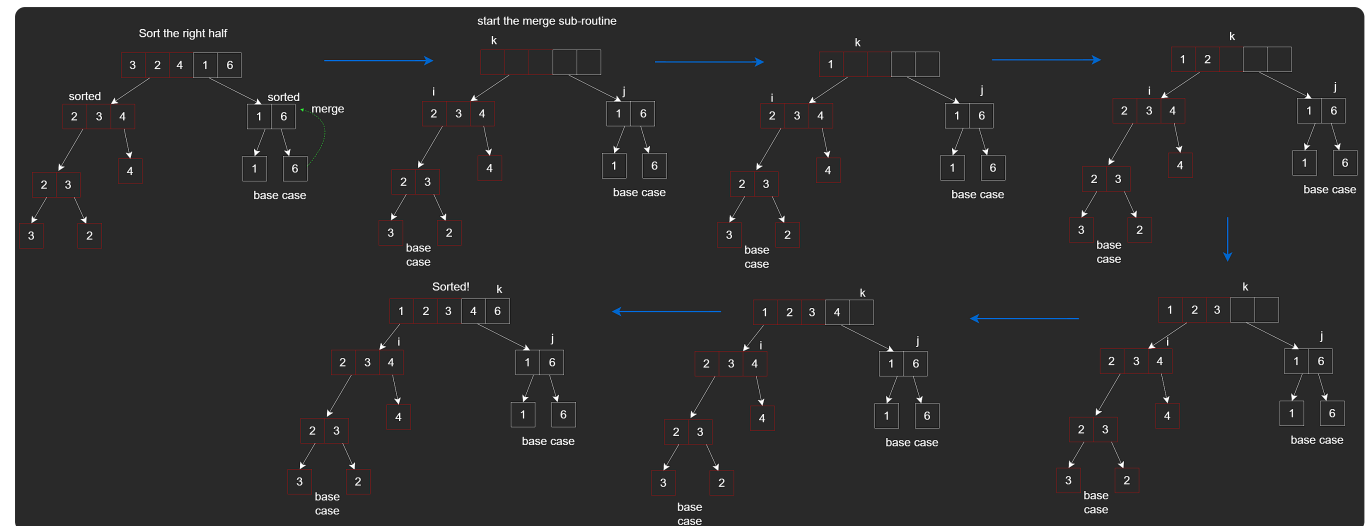 Sort the right half
3 2 4 1 6
sorted
2 3 4
sorted
1 6
merge
4
1 6
base case
2 3
3 2
start the merge sub-routine
k
i
j
2 3 4
1 6
4
1 6
base case
2 3
3 2
base
case
k
1
i
j
2 3 4
1 6
4
1 6
base case
2 3
3 2
base
case
k
1 2
i
j
2 3 4
1 6
4
1 6
base case
2 3
3 2
base
case
k
1 2 3
i
j
2 3 4
1 6
4
1 6
base case
2 3
3 2
base
case
k
1 2 3 4
i
j
2 3 4
1 6
4
1 6
base case
2 3
3 2
base
case
Sorted!
k
1 2 3 4 6
i
j
2 3 4
1 6
4
1 6
base case
2 3
3 2
base
case